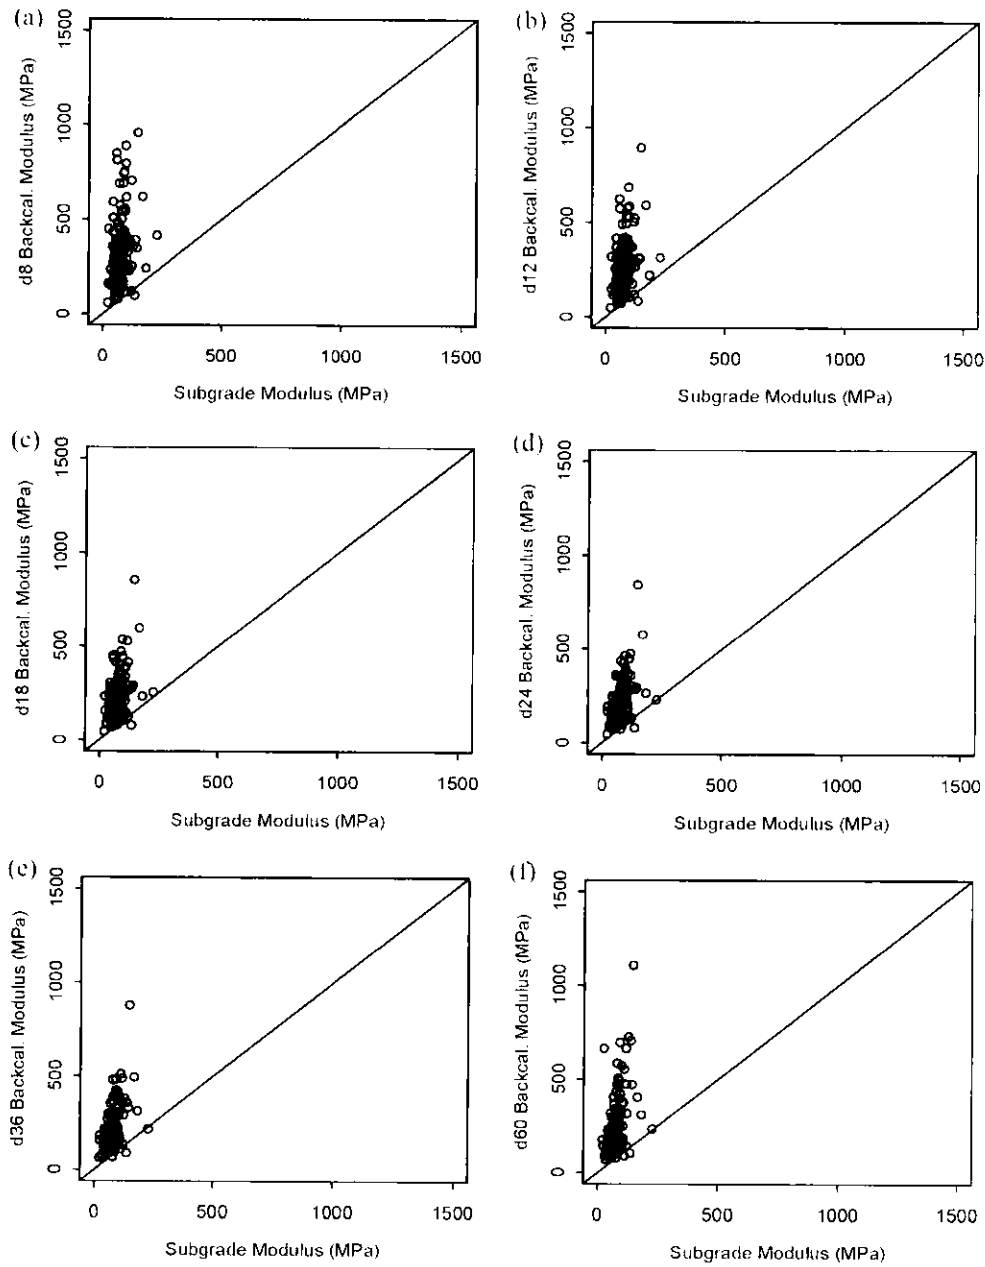 (a)
d8 Backcal. Modulus (MPa)
1500
1000
500
0
0 500 1000 1500
Subgrade Modulus (MPa)
(b)
d12 Backcal. Modulus (MPa)
1500
1000
500
0
0 500 1000 1500
Subgrade Modulus (MPa)
(c)
d18 Backcal. Modulus (MPa)
1500
1000
500
0
0 500 1000 1500
Subgrade Modulus (MPa)
(d)
d24 Backcal. Modulus (MPa)
1500
1000
500
0
0 500 1000 1500
Subgrade Modulus (MPa)
(e)
d36 Backcal. Modulus (MPa)
1500
1000
500
0
0 500 1000 1500
Subgrade Modulus (MPa)
(f)
d60 Backcal. Modulus (MPa)
1500
1000
500
0
0 500 1000 1500
Subgrade Modulus (MPa)